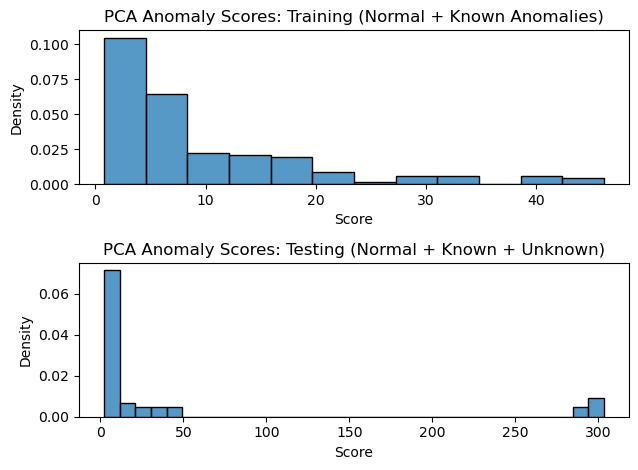 PCA Anomaly Scores: Training (Normal + Known Anomalies)
0.100
0.075
0.050
0.025
0.000
Density
0 10 20 30 40
Score
PCA Anomaly Scores: Testing (Normal + Known + Unknown)
0.06
0.04
0.02
0.00
Density
0 50 100 150 200 250 300
Score